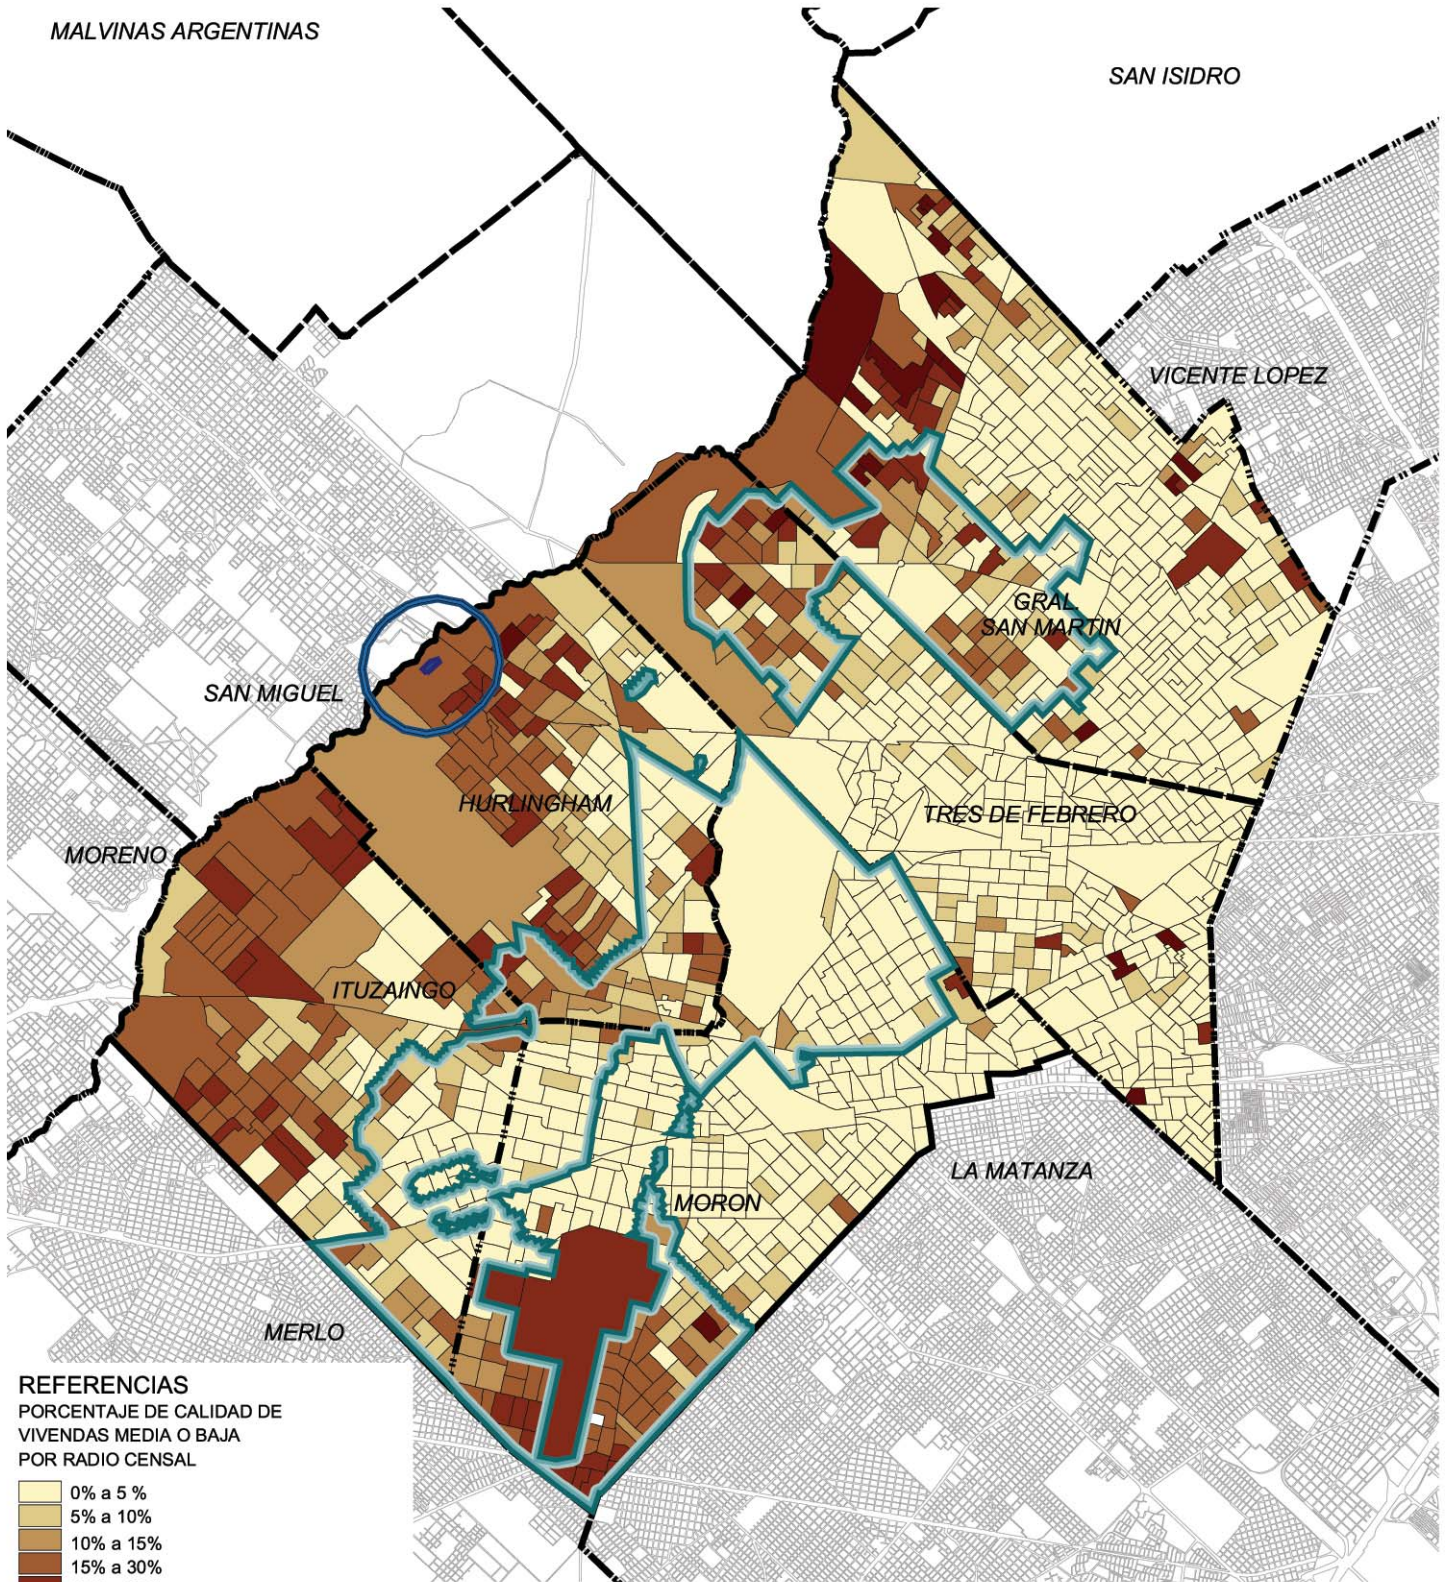 MALVINAS ARGENTINAS
SAN ISIDRO
VICENTE LOPEZ
GRAL.
SAN MARTIN
SAN MIGUEL
HURLINGHAM
TRES DE FEBRERO
MORENO
ITUZAINGO
LA MATANZA
MORON
MERLO
REFERENCIAS
PORCENTAJE DE CALIDAD DE
VIVENDAS MEDIA O BAJA
POR RADIO CENSAL
0% a 5 %
5% a 10%
10% a 15%
15% a 30%